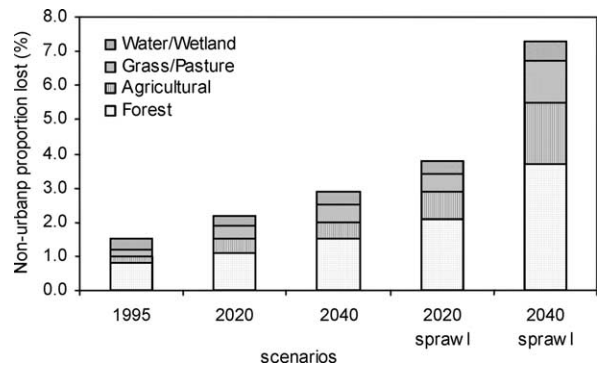 8.0
7.0
6.0
5.0
4.0
3.0
2.0
1.0
0.0
Non-urbanp proportion lost (%)
Water/Wetland
Grass/Pasture
Agricultural
Forest
1995 2020 2040 2020 2040
sprawl sprawl
scenarios